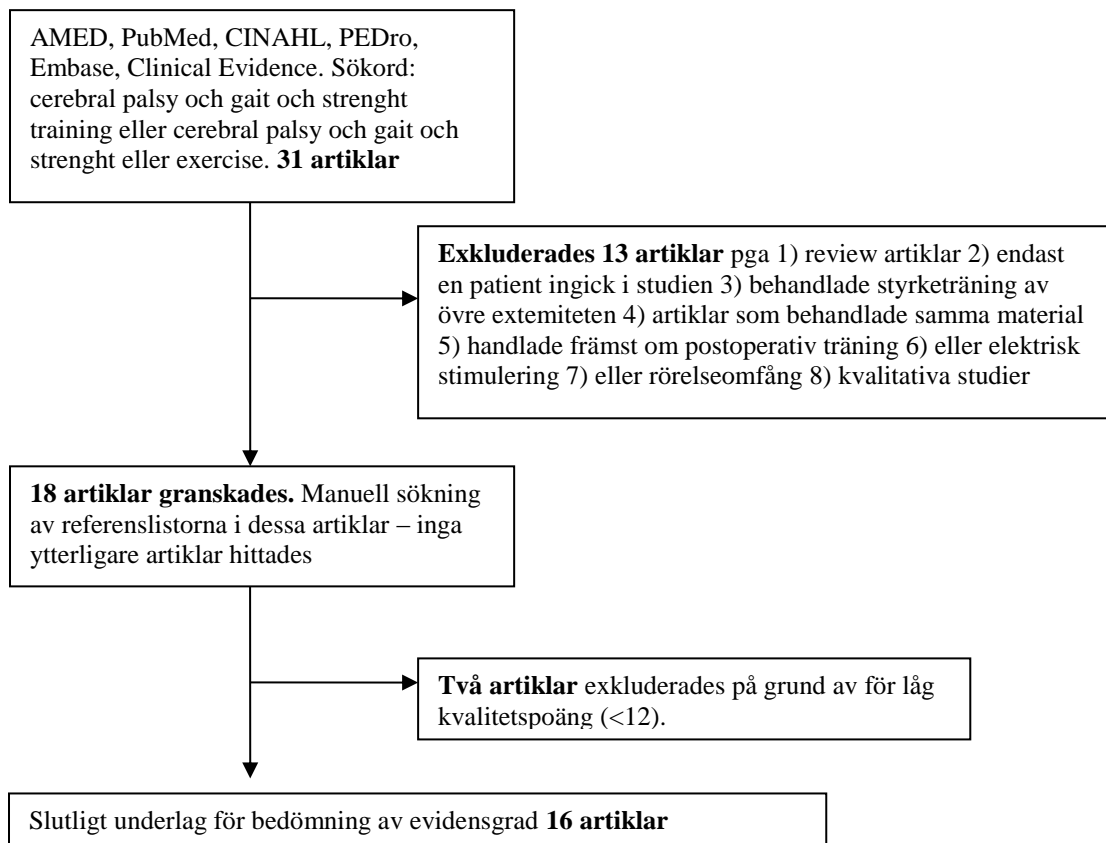 AMED, PubMed, CINAHL, PEDro,
Embase, Clinical Evidence. Sökord:
cerebral palsy och gait och strenght
training eller cerebral palsy och gait och
strenght eller exercise. 31 artiklar
Exkluderades 13 artiklar pga 1) review artiklar 2) endast
en patient ingick i studien 3) behandlade styrketräning av
övre extemiteten 4) artiklar som behandlade samma material
5) handlade främst om postoperativ träning 6) eller elektrisk
stimulering 7) eller rörelseomfång 8) kvalitativa studier
18 artiklar granskades. Manuell sökning
av referenslistorna i dessa artiklar – inga
ytterligare artiklar hittades
Två artiklar exkluderades på grund av för låg
kvalitetspoäng (<12).
Slutligt underlag för bedömning av evidensgrad 16 artiklar